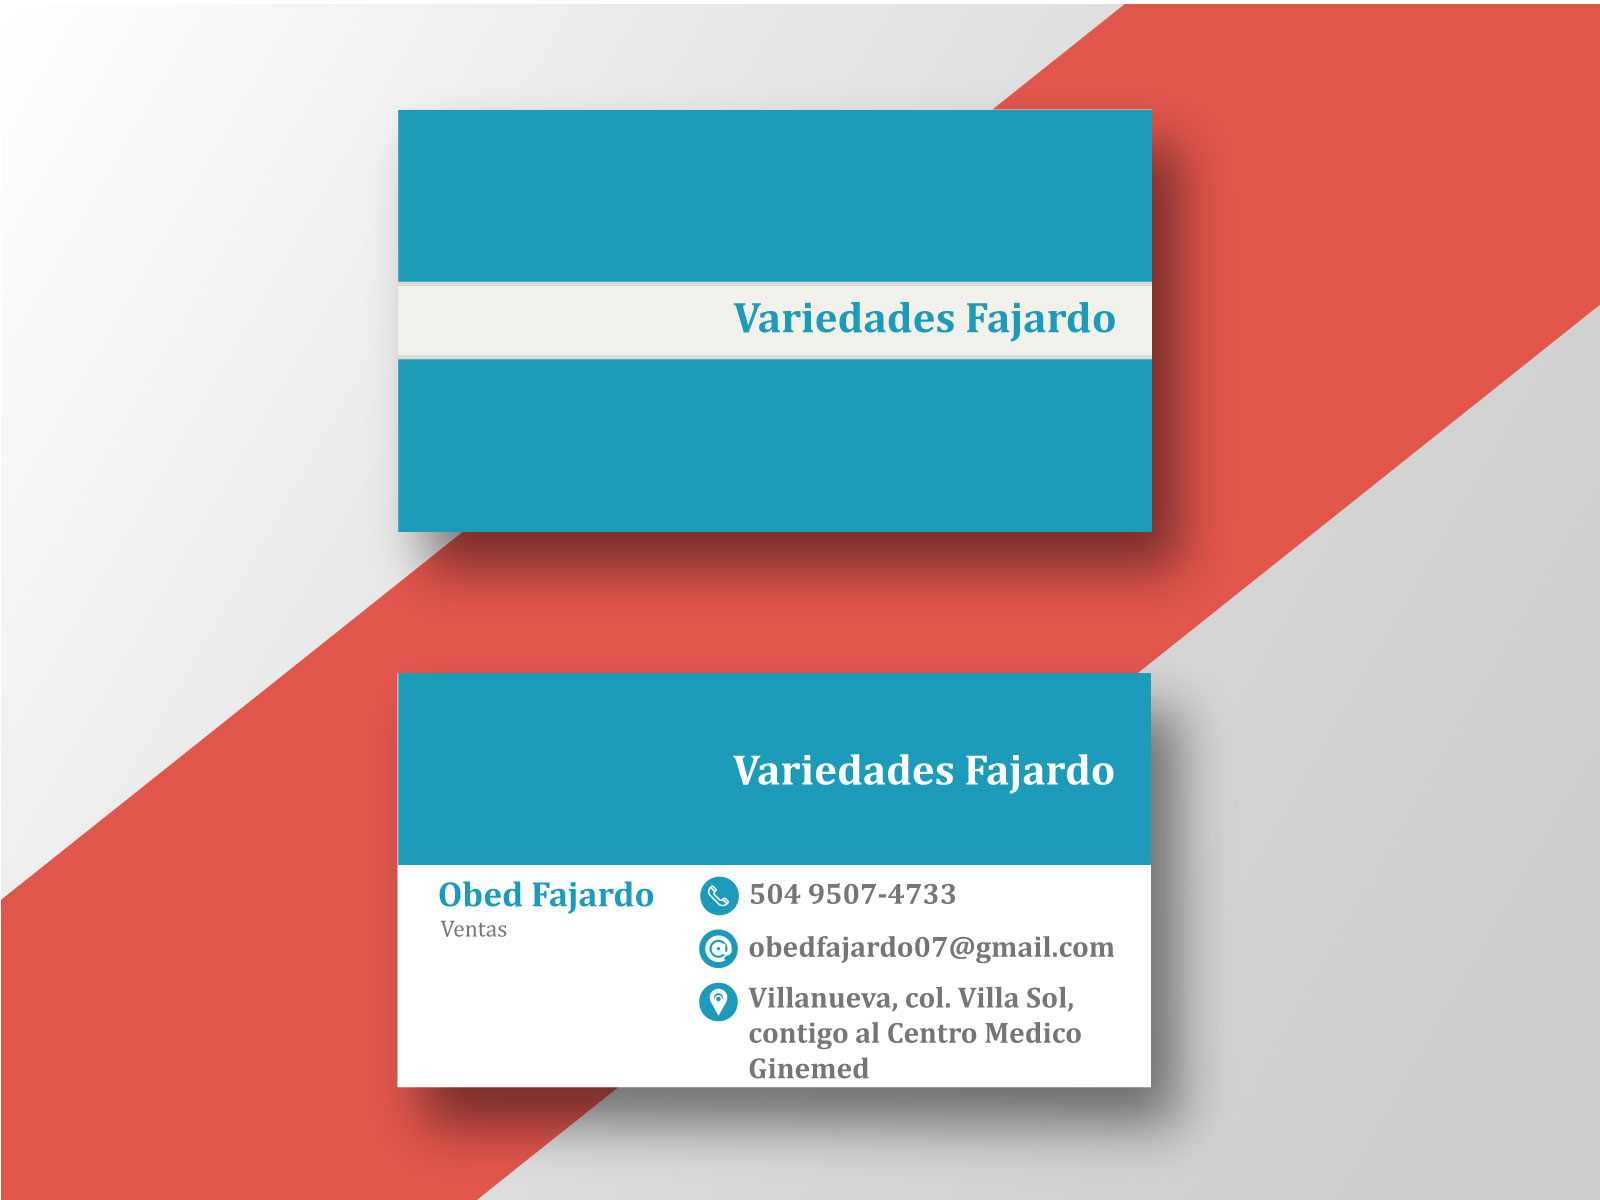 Variedades Fajardo
Variedades Fajardo
Obed Fajardo
Ventas
504 9507-4733
obedfajardo07@gmail.com
Villanueva, col. Villa Sol,
contigo al Centro Medico
Ginemed